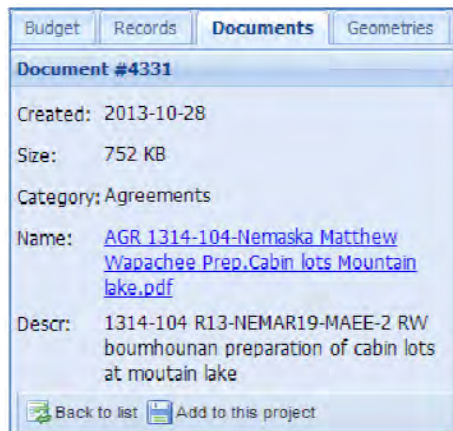 Budget Records Documents Geometries
Document #4331
Created: 2013-10-28
Size: 752 KB
Category: Agreements
Name: AGR 1314-104-Nemaska Matthew
Wapachee Prep.Cabin lots Mountain
lake.pdf
Descr: 1314-104 R13-NEMAR19-MAEE-2 RW
boumhounan preparation of cabin lots
at moutain lake
Back to list Add to this project